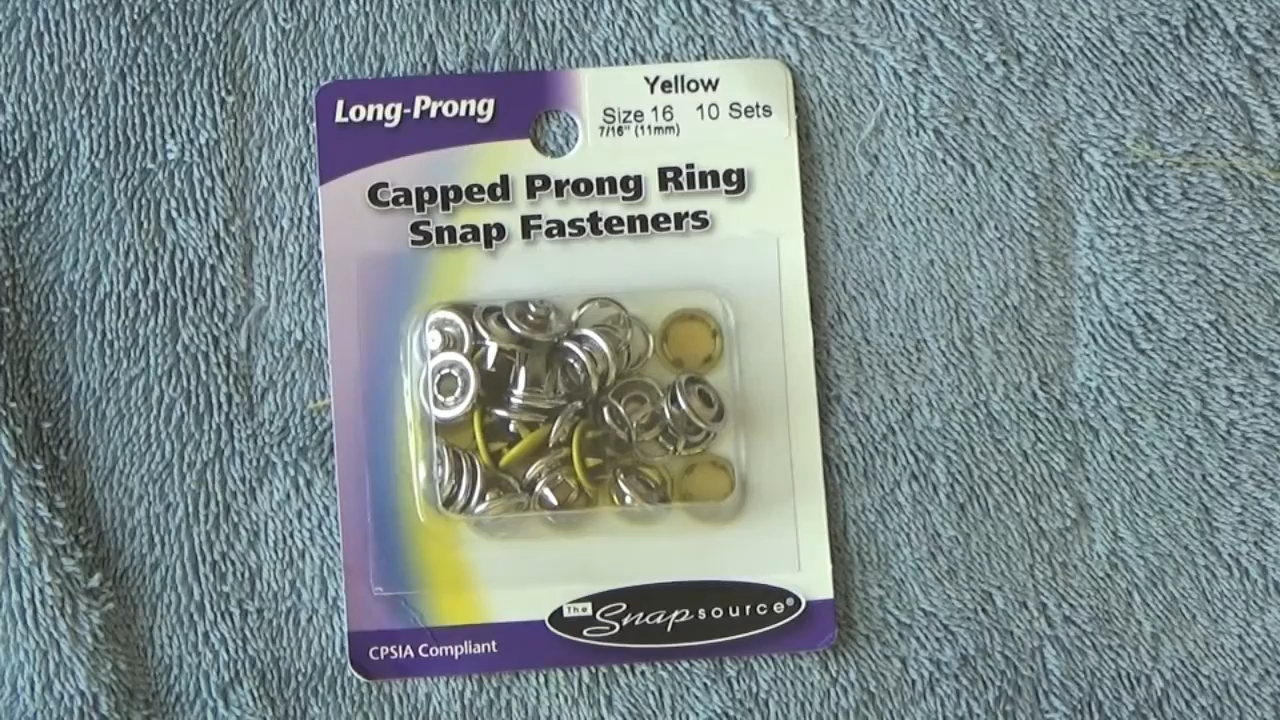 Long-Prong
Yellow
Size 16 10 Sets
7/16" (11mm)
Capped Prong Ring
Snap Fasteners
The Snapsource®
CPSIA Compliant